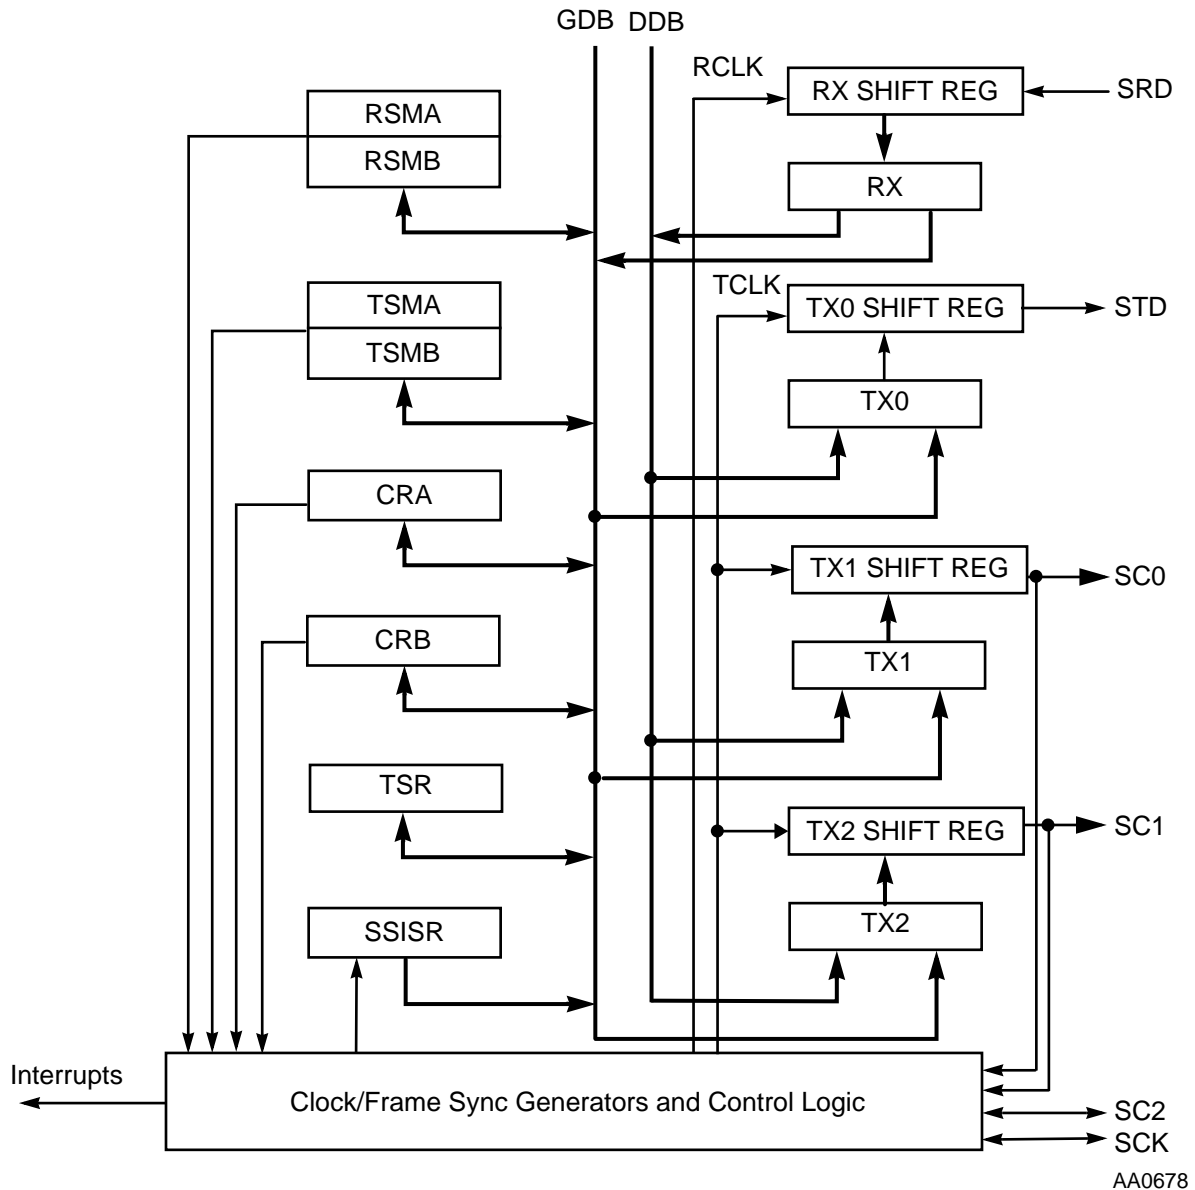 GDB DDB
RCLK
RX SHIFT REG
SRD
RSMA
RSMB
RX
TCLK
TSMA
TSMB
TX0 SHIFT REG
STD
TX0
CRA
TX1 SHIFT REG
SC0
CRB
TX1
TSR
TX2 SHIFT REG
SC1
SSISR
TX2
Interrupts
Clock/Frame Sync Generators and Control Logic
SC2
SCK
AA0678